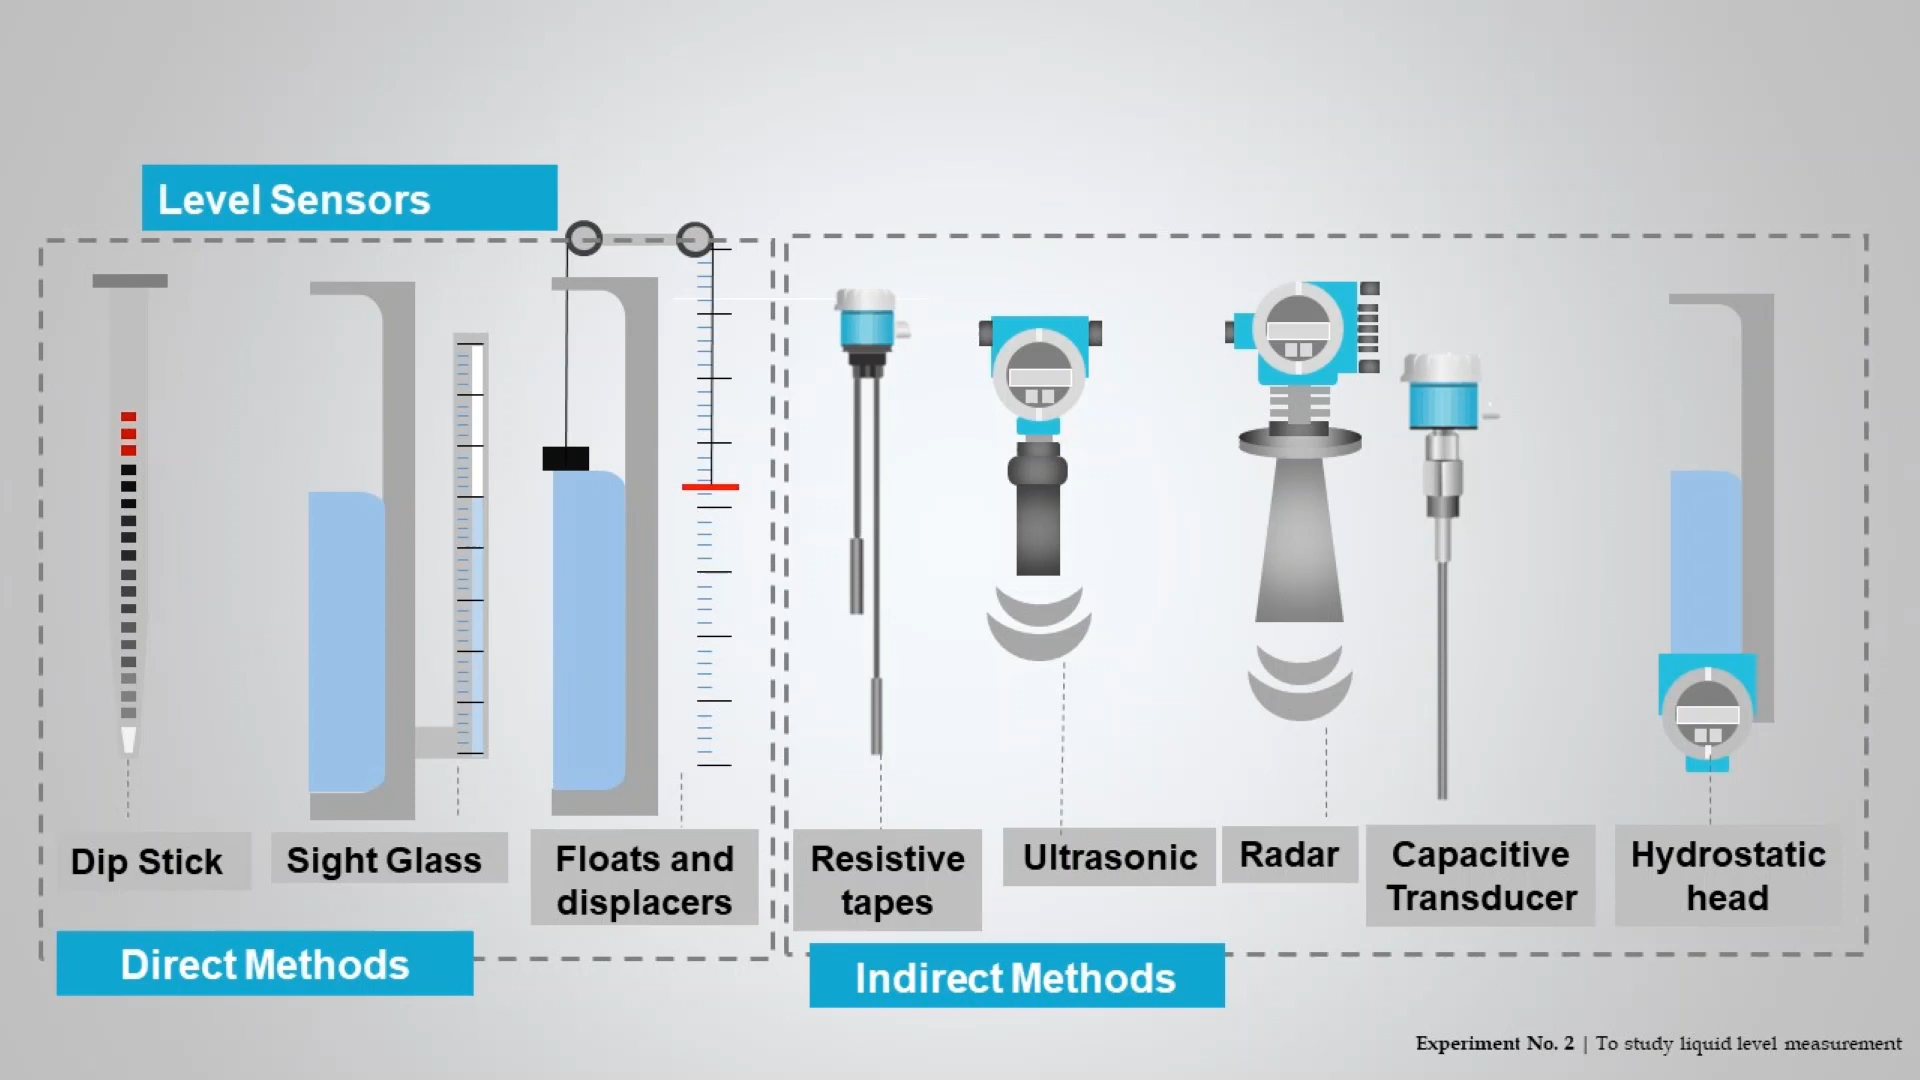 Level Sensors
Dip Stick
Sight Glass
Floats and
displacers
Resistive
tapes
Ultrasonic
Radar
Capacitive
Transducer
Hydrostatic
head
Direct Methods
Indirect Methods
Experiment No. 2 | To study liquid level measurement